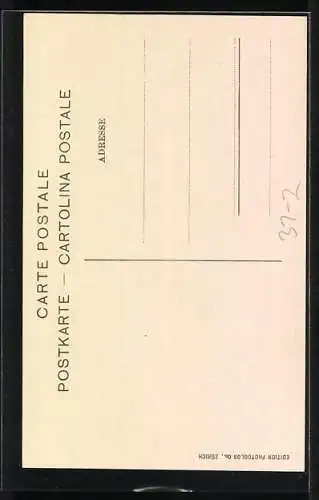 CARTE POSTALE
POSTKARTE — CARTOLINA POSTALE
ADRESSE
37-2
EDITION PHOTOGLOB Co., ZÜRICH